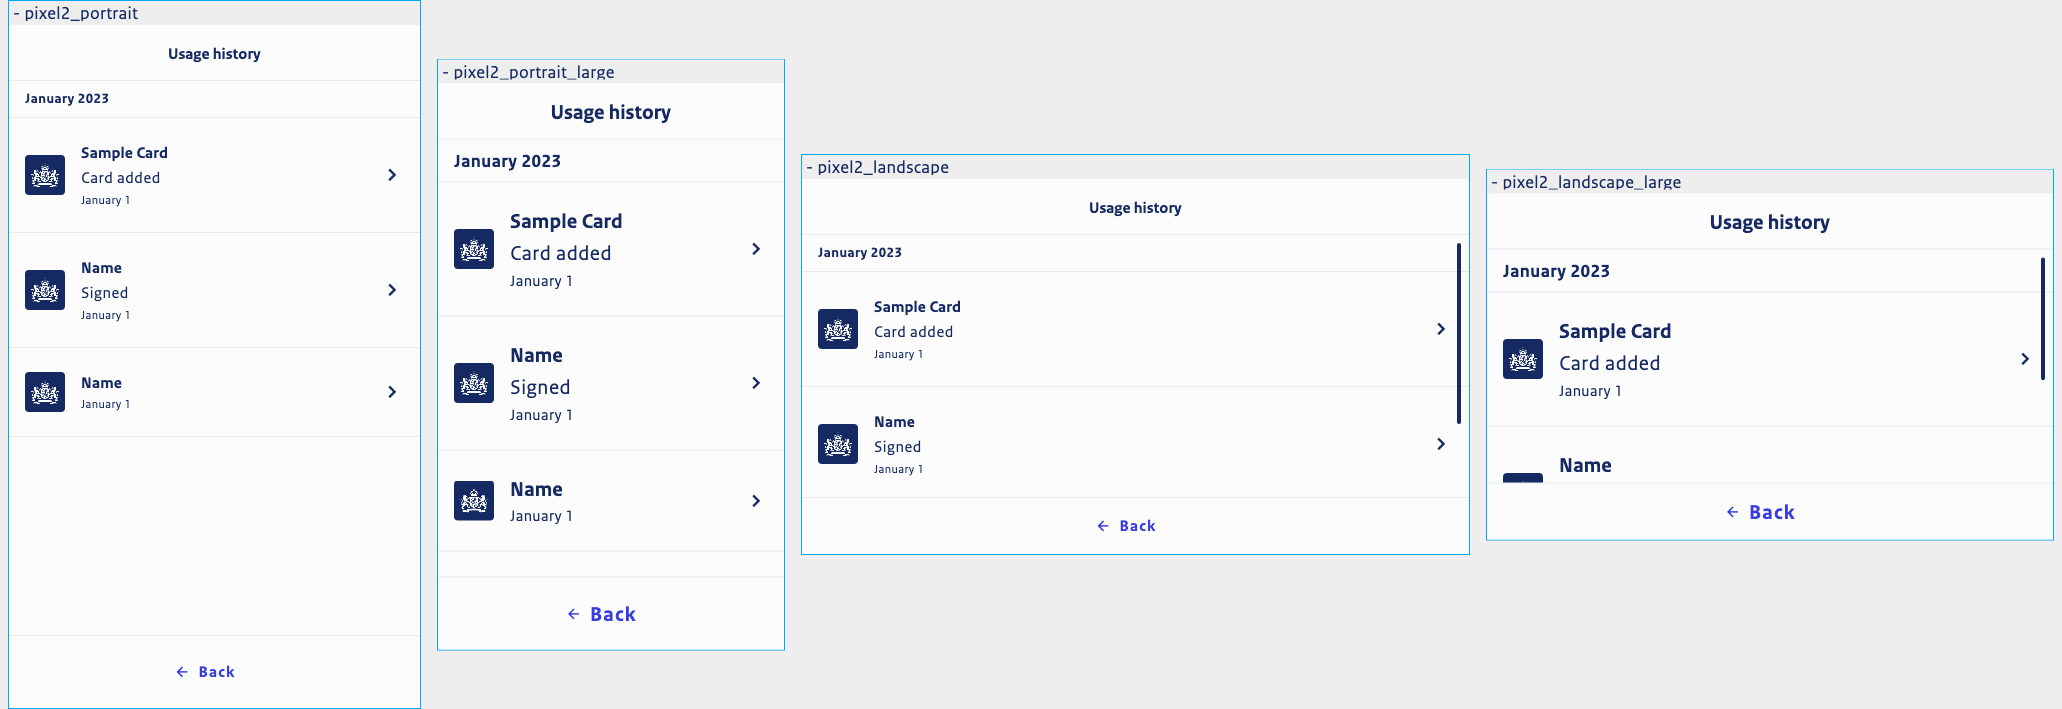 - pixel2_portrait
Usage history
January 2023
Sample Card
Card added
January 1
Name
Signed
January 1
Name
January 1
Back
- pixel2_portrait_large
Usage history
January 2023
Sample Card
Card added
January 1
Name
Signed
January 1
Name
January 1
Back
- pixel2_landscape
Usage history
January 2023
Sample Card
Card added
January 1
Name
Signed
January 1
Back
- pixel2_landscape_large
Usage history
January 2023
Sample Card
Card added
January 1
Name
Back